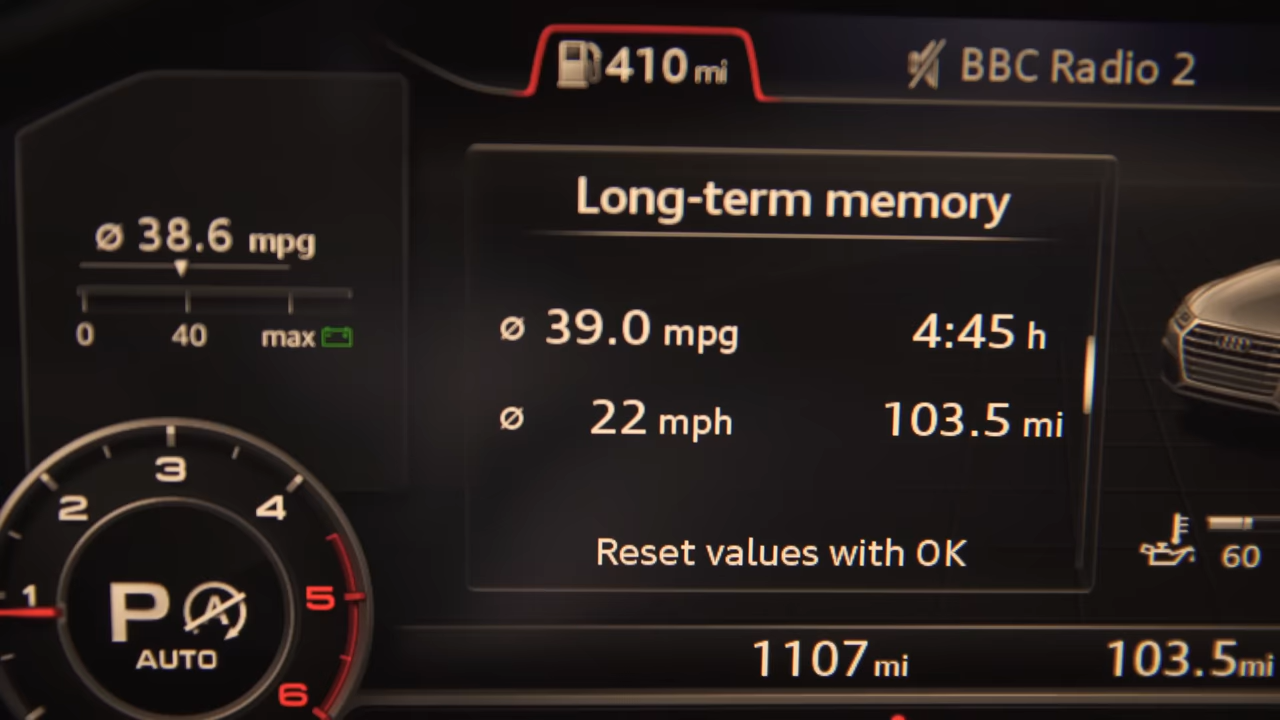 410 mi
BBC Radio 2
Long-term memory
ø 38.6 mpg
0 40 max
ø 39.0 mpg 4:45 h
ø 22 mph 103.5 mi
Reset values with OK
1 2 3 4 5 6
P A
AUTO
60
1107 mi 103.5 mi